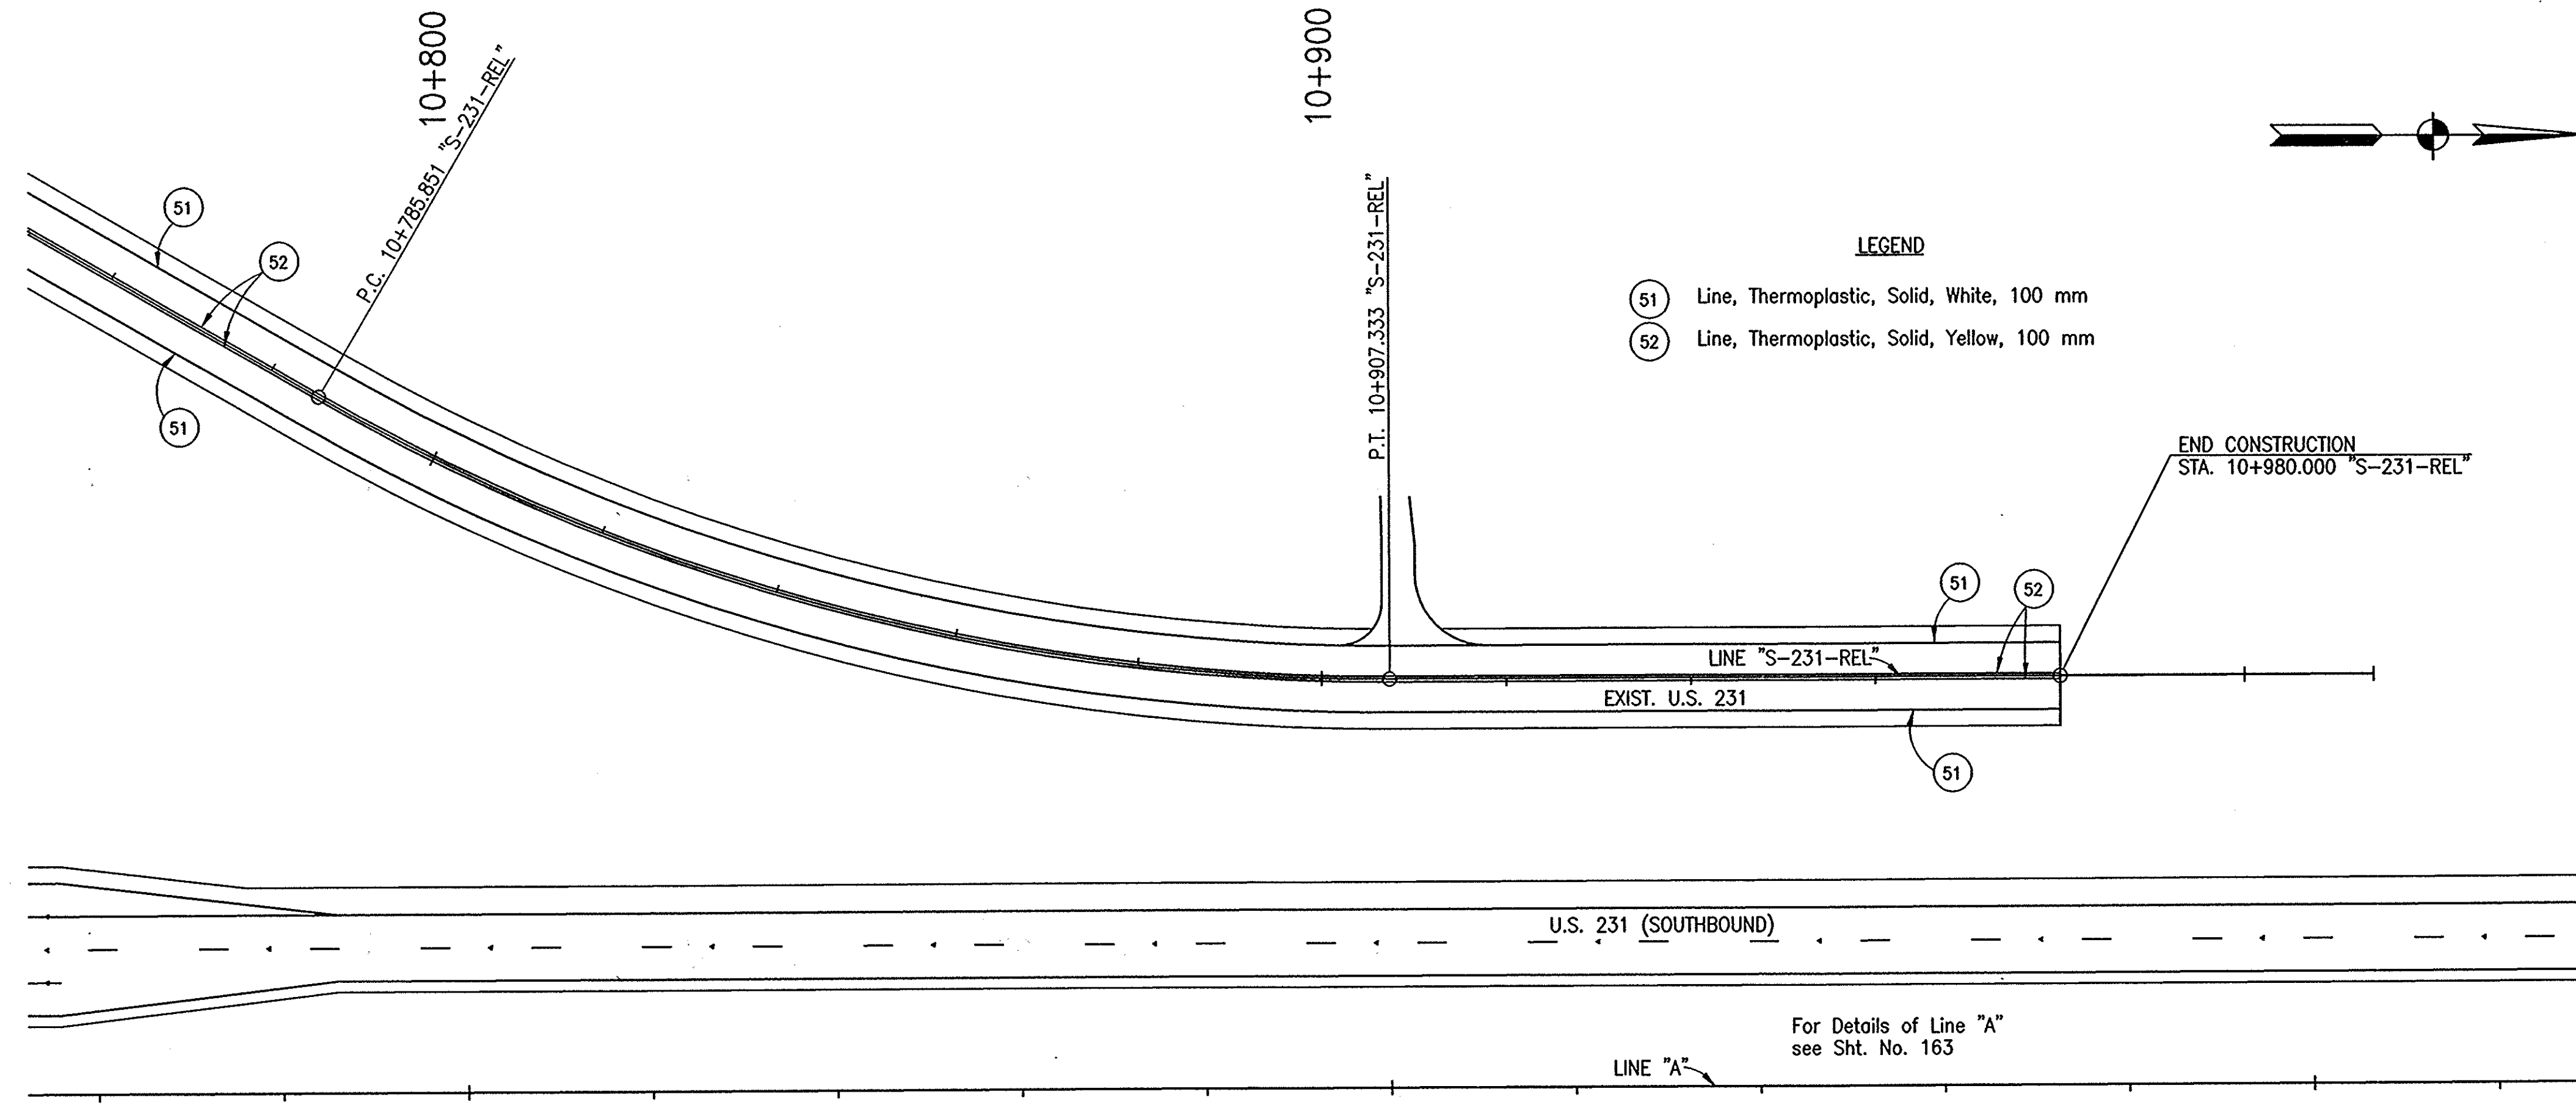 10+800
10+900
P.C. 10+785.851 "S-231-REL"
P.T. 10+907.333 "S-231-REL"
51
52
51
LEGEND
51 Line, Thermoplastic, Solid, White, 100 mm
52 Line, Thermoplastic, Solid, Yellow, 100 mm
END CONSTRUCTION
STA. 10+980.000 "S-231-REL"
51
52
LINE "S-231-REL"
EXIST. U.S. 231
51
U.S. 231 (SOUTHBOUND)
For Details of Line "A"
see Sht. No. 163
LINE "A"